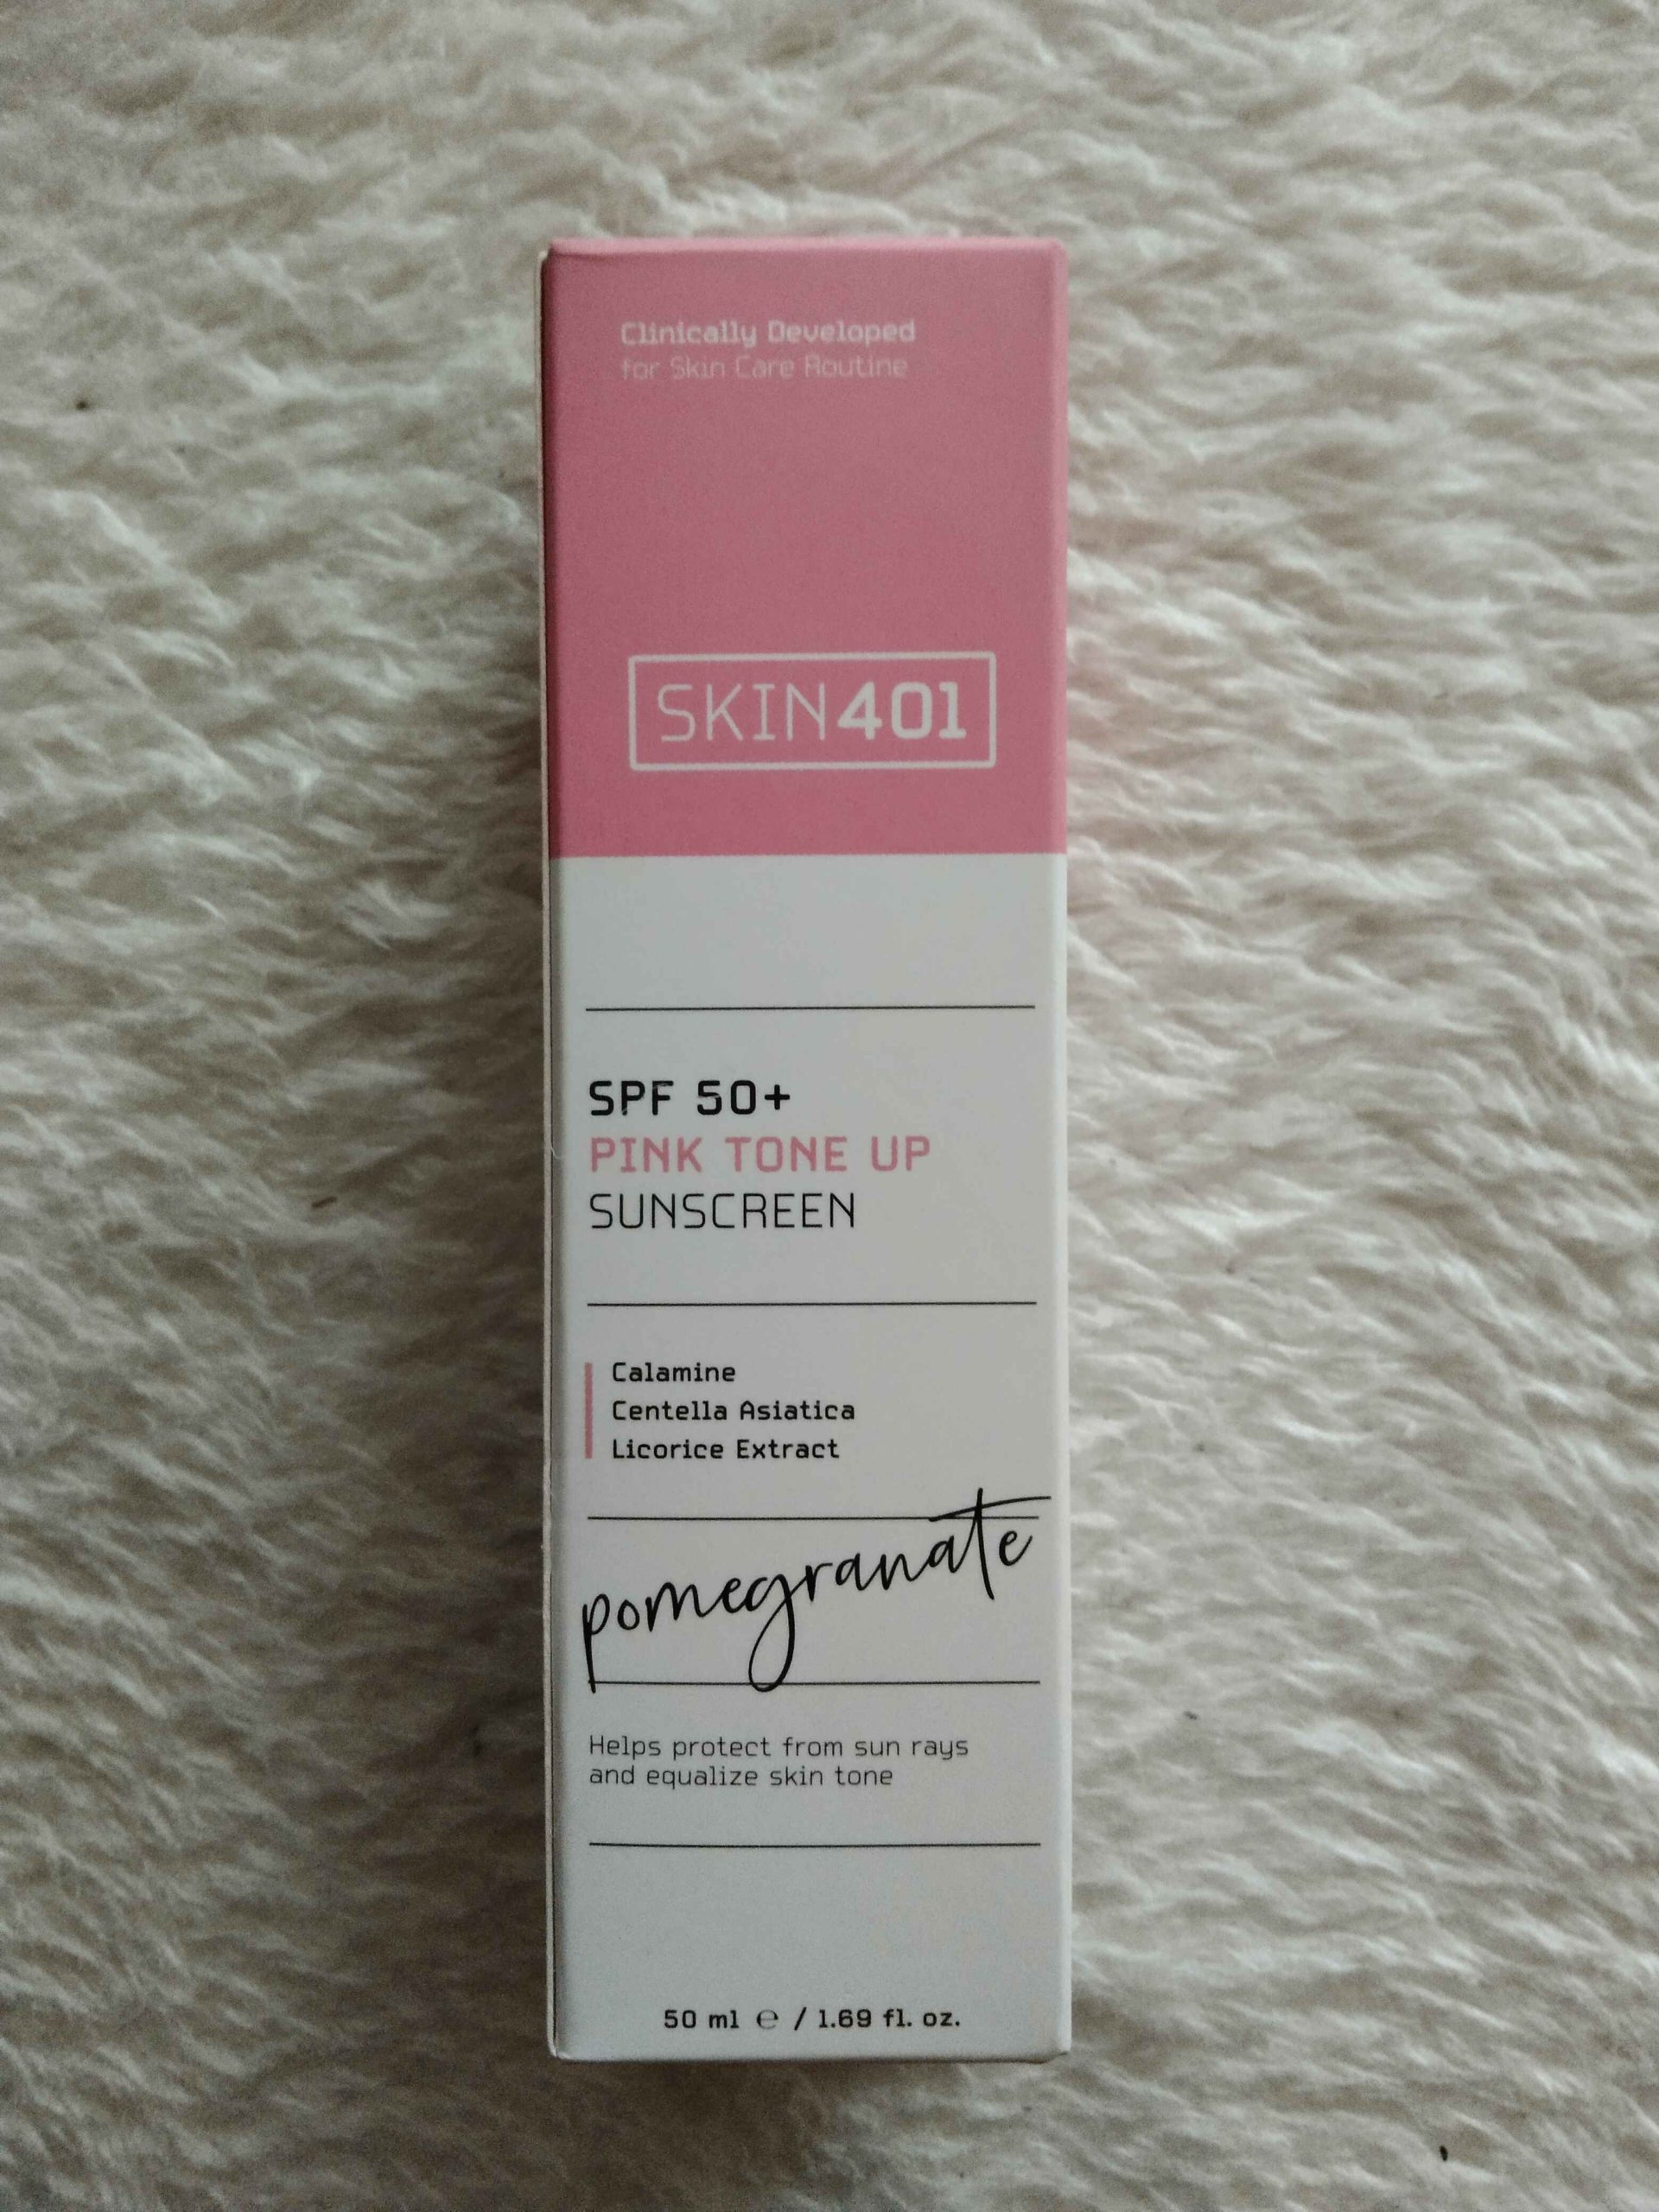 Clinically Developed
for Skin Care Routine
SKIN401
SPF 50+
PINK TONE UP
SUNSCREEN
Calamine
Centella Asiatica
Licorice Extract
pomegranate
Helps protect from sun rays
and equalize skin tone
50 ml ℮ / 1.69 fl. oz.